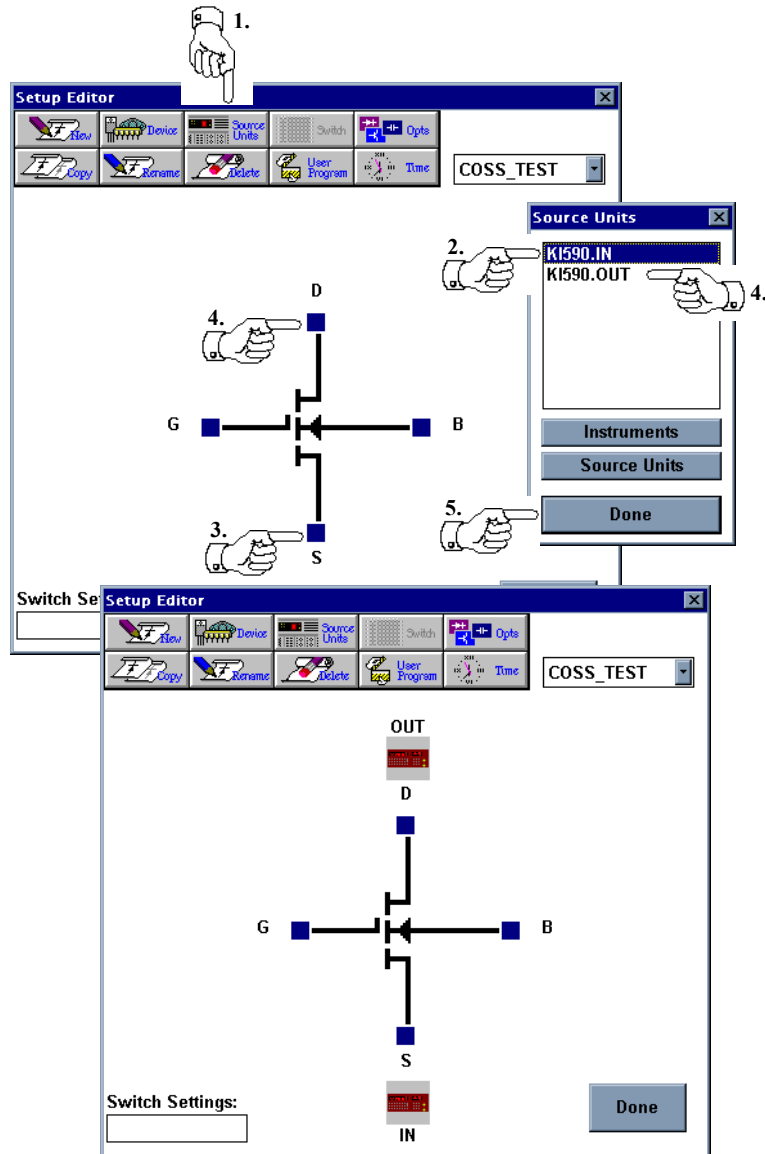 1.
Setup Editor
New Device Source Units Switch Opts
Copy Rename Delete User Program Time
COSS_TEST
Source Units
2.
KI590.IN
KI590.OUT
4.
D
4.
G B
Instruments
Source Units
5.
Done
3.
S
Switch Se
Setup Editor
New Device Source Units Switch Opts
Copy Rename Delete User Program Time
COSS_TEST
OUT
D
G B
S
Switch Settings:
Done
IN